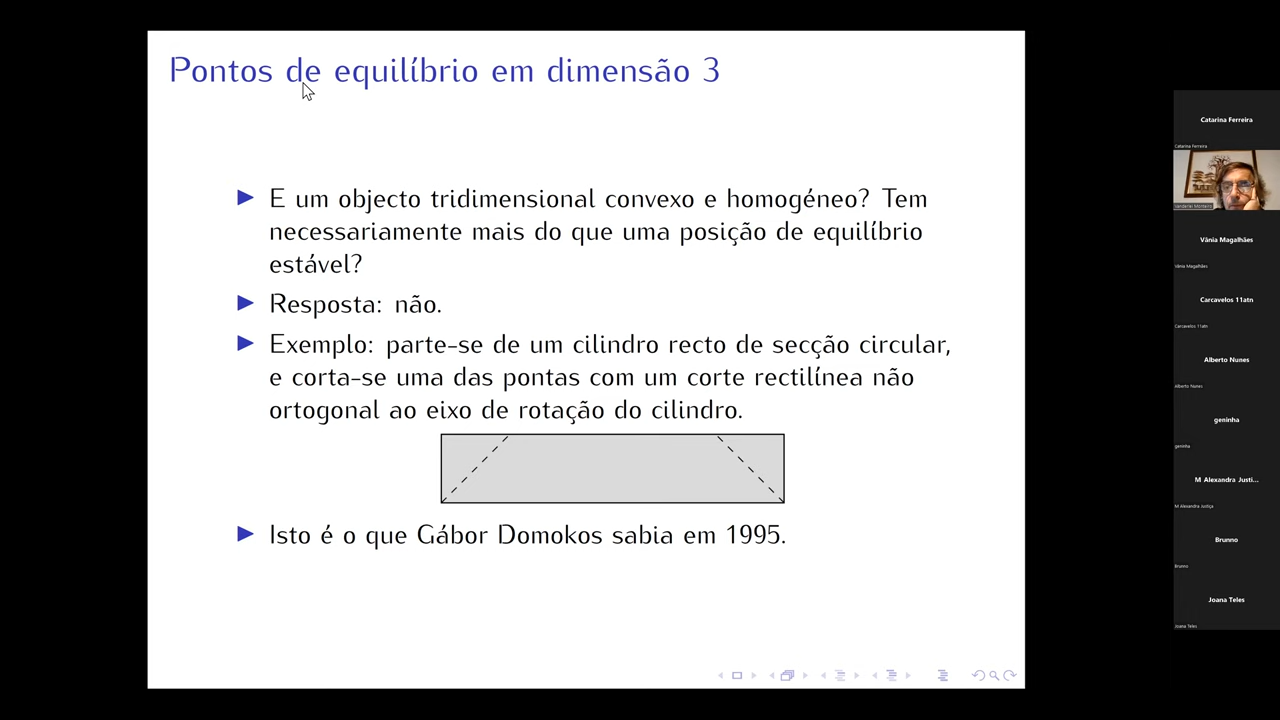 Pontos de equilíbrio em dimensão 3
E um objecto tridimensional convexo e homogéneo? Tem
necessariamente mais do que uma posição de equilíbrio
estável?
Resposta: não.
Exemplo: parte-se de um cilindro recto de secção circular,
e corta-se uma das pontas com um corte rectilínea não
ortogonal ao eixo de rotação do cilindro.
Isto é o que Gábor Domokos sabia em 1995.
Catarina Ferreira
Catarina Ferreira
Vânia Magalhães
Vânia Magalhães
Carcavelos 11atn
Carcavelos 11atn
Alberto Nunes
Alberto Nunes
geninha
geninha
M Alexandra Justi...
M Alexandra Justiça
Brunno
Brunno
Joana Teles
Joana Teles